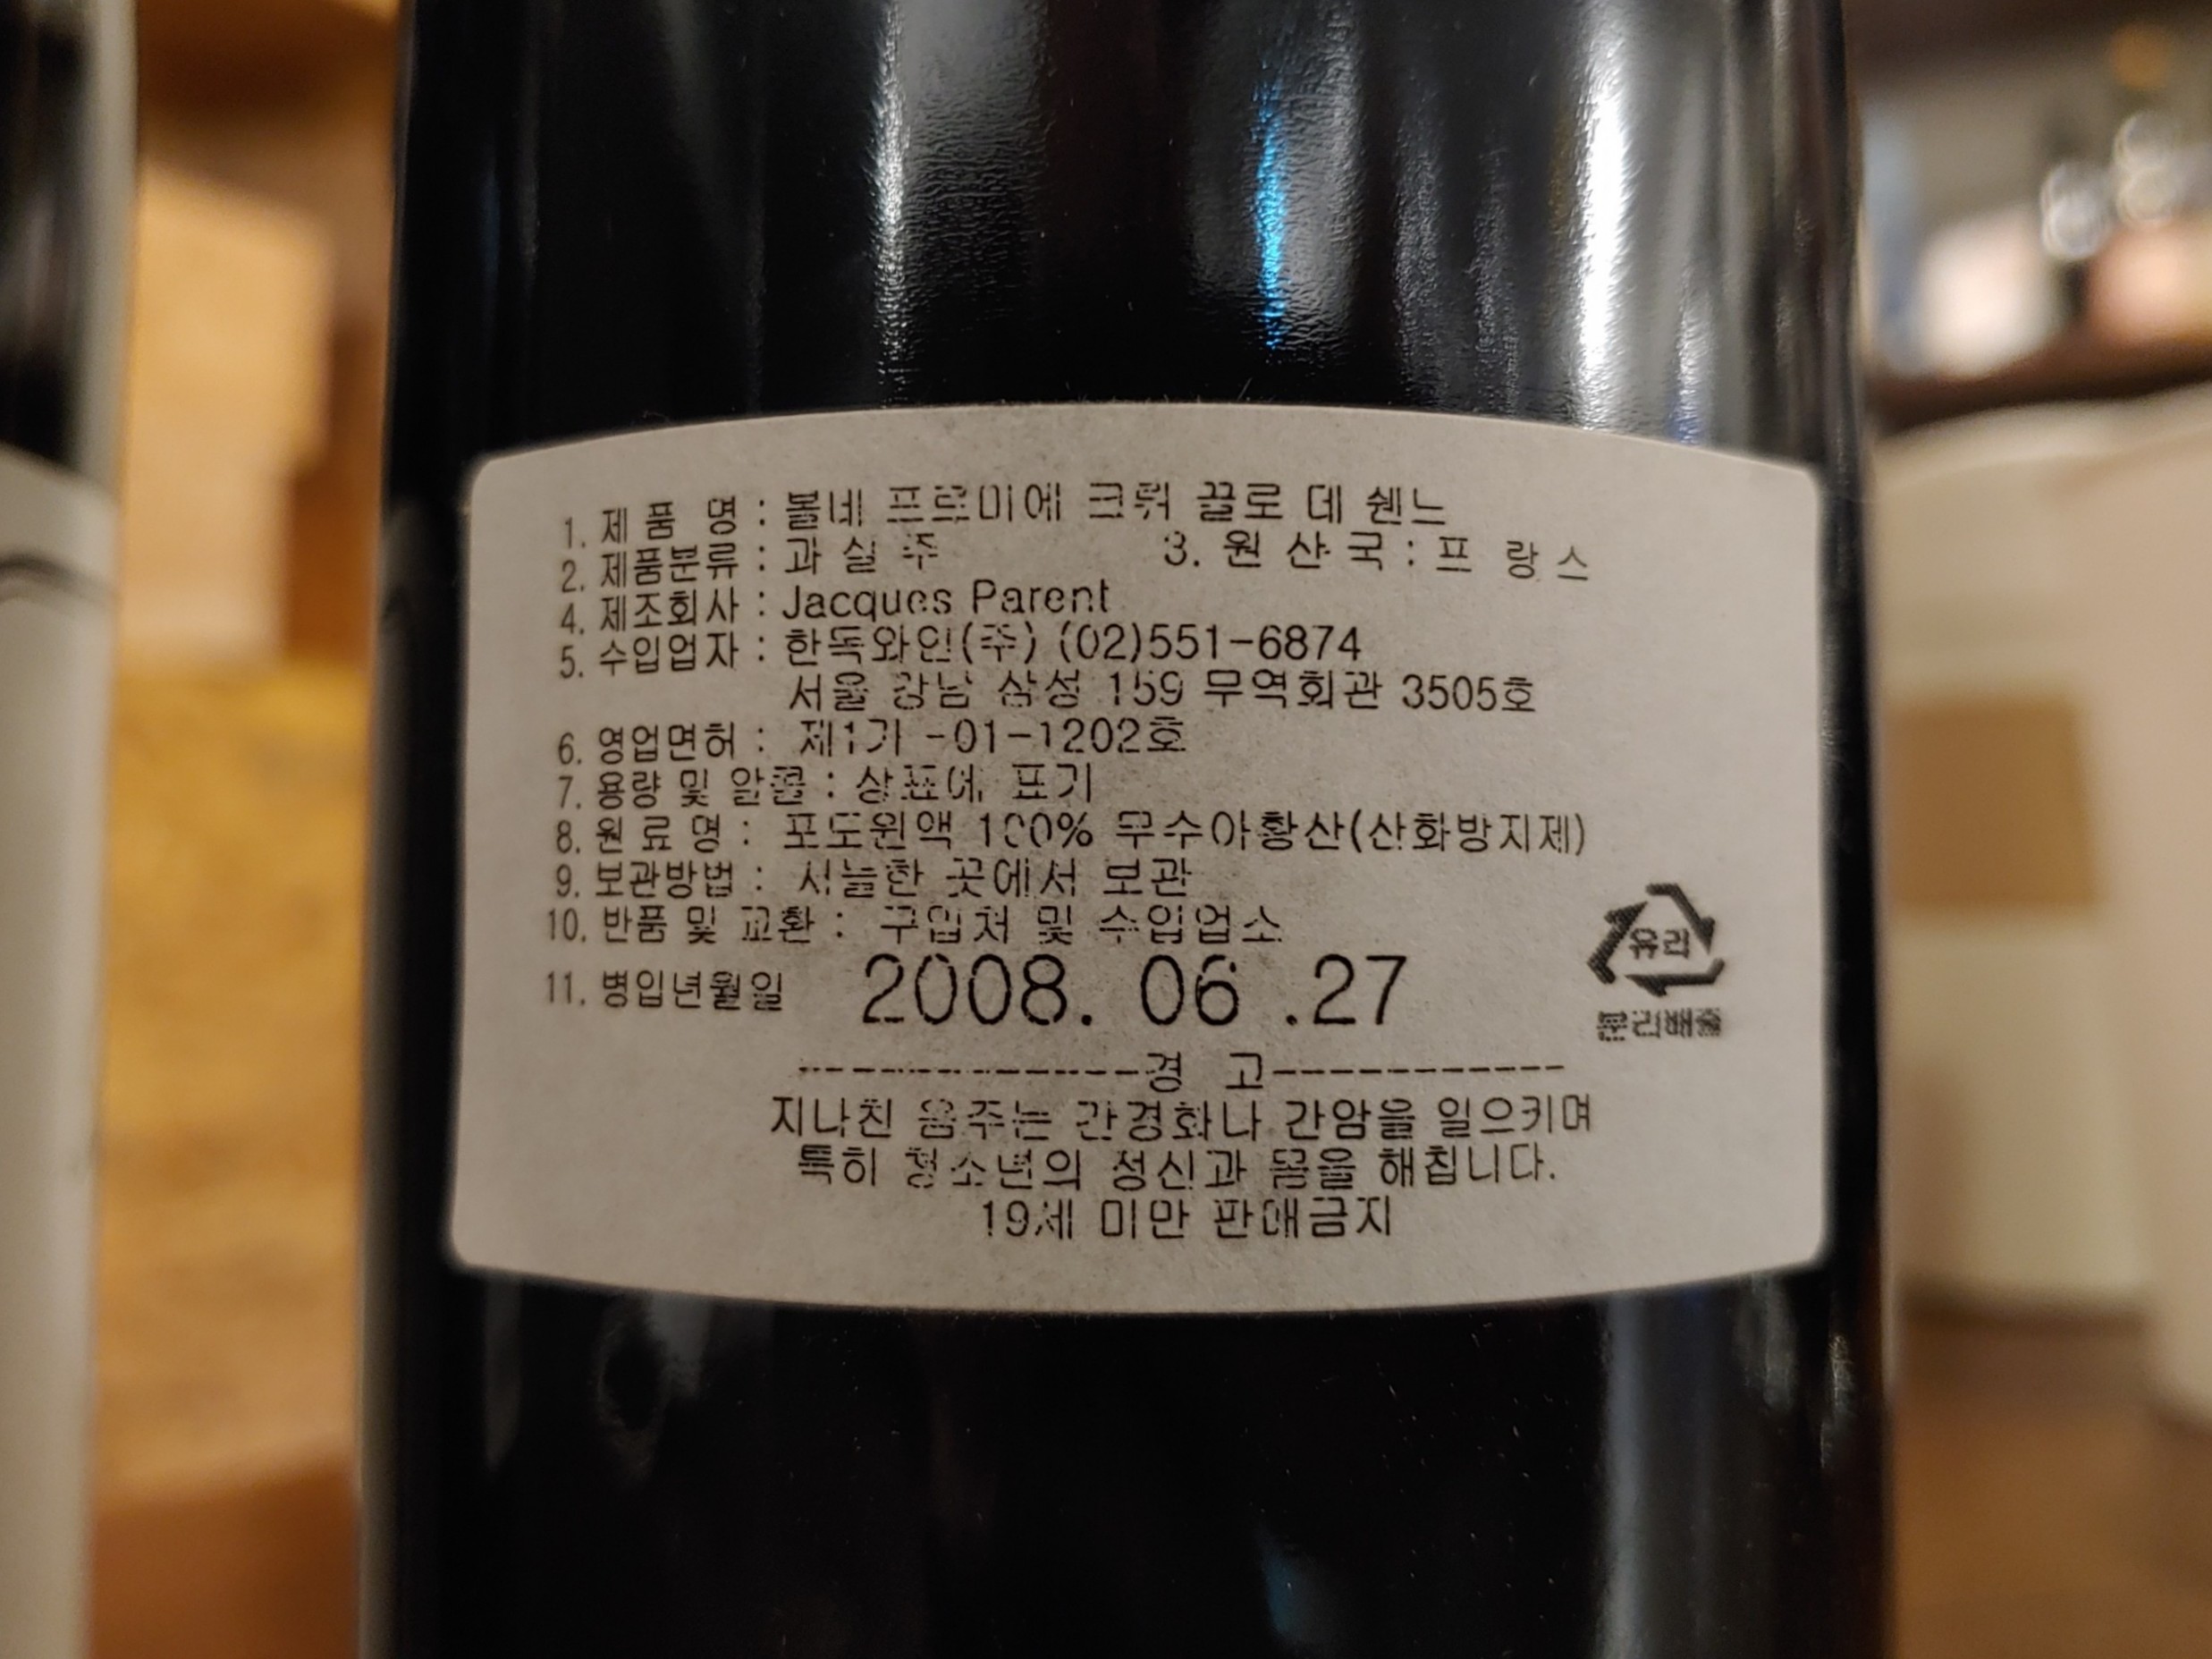 1. 제 품 명 : 볼네 프르미에 크뤼 끌로 데 쉔느
2. 제품분류 : 과 실 주 3. 원 산 국 : 프 랑 스
4. 제조회사 : Jacques Parent
5. 수입업자 : 한독와인(주) (02)551-6874
서울 강남 삼성 159 무역회관 3505호
6. 영업면허 : 제1가 -01-1202호
7. 용량 및 알콜 : 상표에 표기
8. 원 료 명 : 포도원액 100% 무수아황산(산화방지제)
9. 보관방법 : 서늘한 곳에서 보관
10. 반품 및 교환 : 구입처 및 수입업소
11. 병입년월일 2008. 06 .27
유리
분리배출
--------------경 고-----------
지나친 음주는 간경화나 간암을 일으키며
특히 청소년의 정신과 몸을 해칩니다.
19세 미만 판매금지